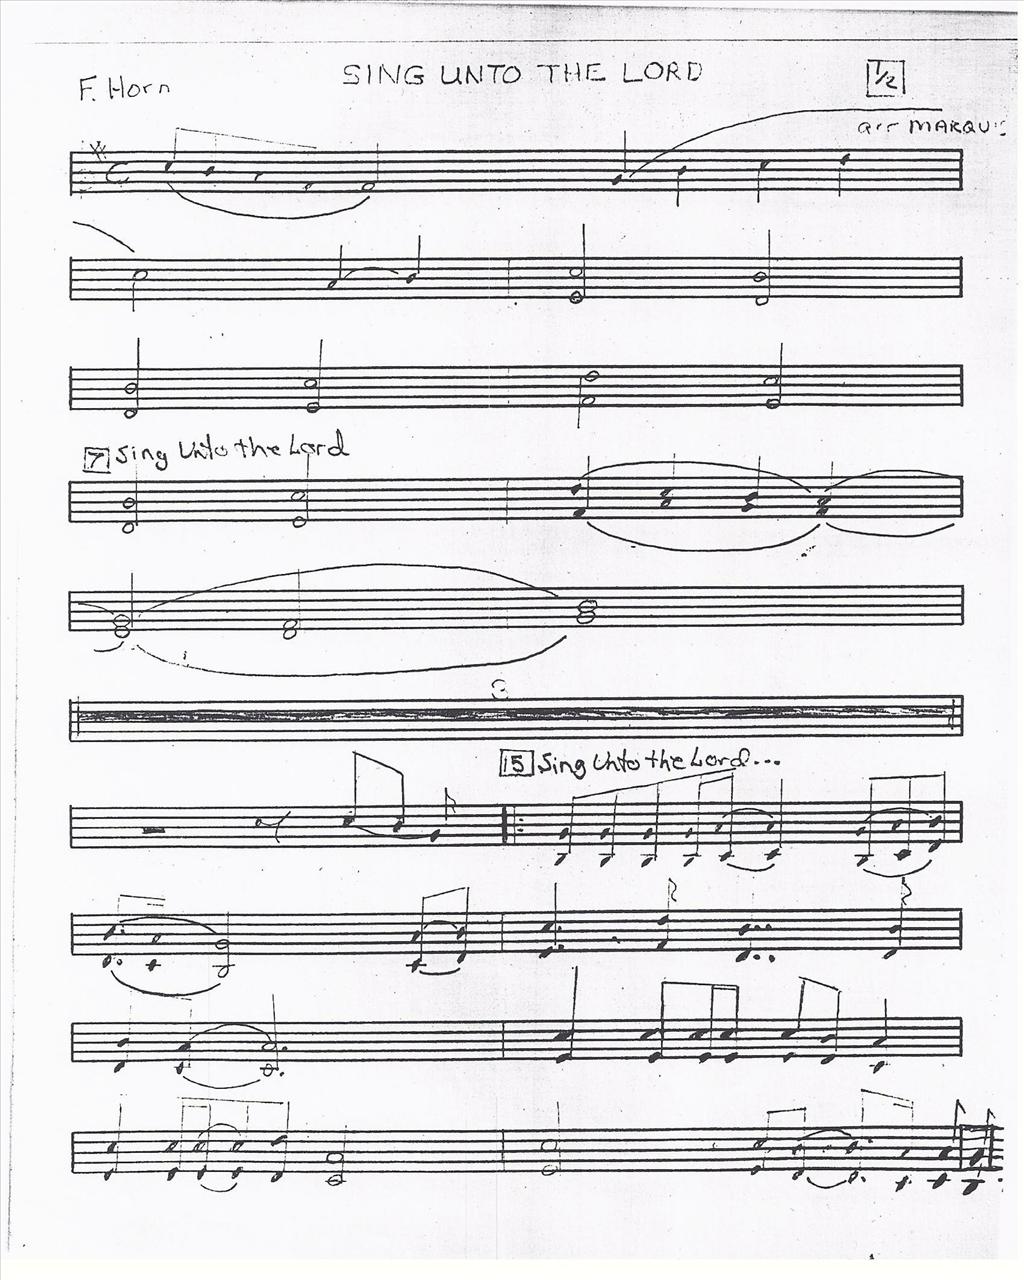 F. Horn
SING UNTO THE LORD
1/2
arr MARQUIS
7 Sing Unto the Lord
3
15 Sing Unto the Lord...